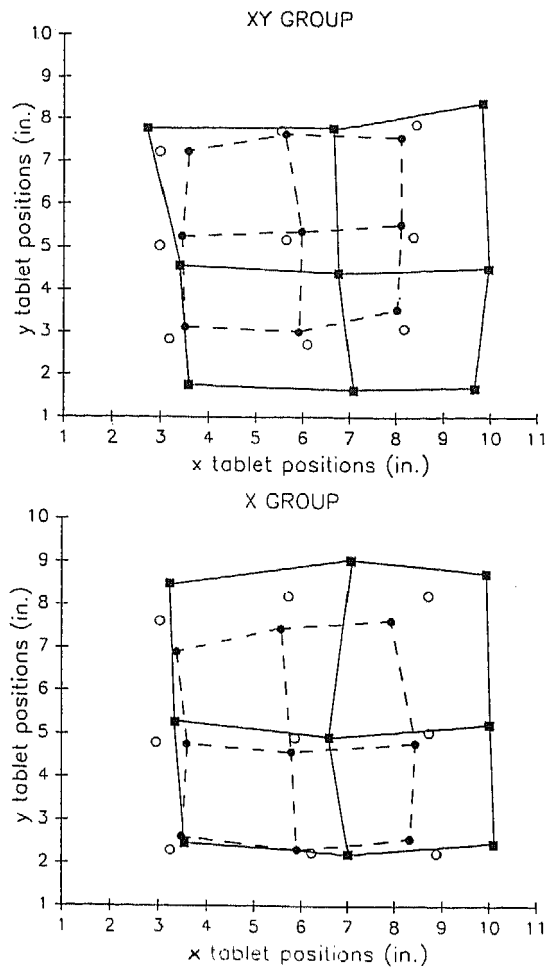 XY GROUP
10
9
8
7
6
5
4
3
2
1
y tablet positions (in.)
1 2 3 4 5 6 7 8 9 10 11
x tablet positions (in.)
X GROUP
10
9
8
7
6
5
4
3
2
1
y tablet positions (in.)
1 2 3 4 5 6 7 8 9 10 11
x tablet positions (in.)